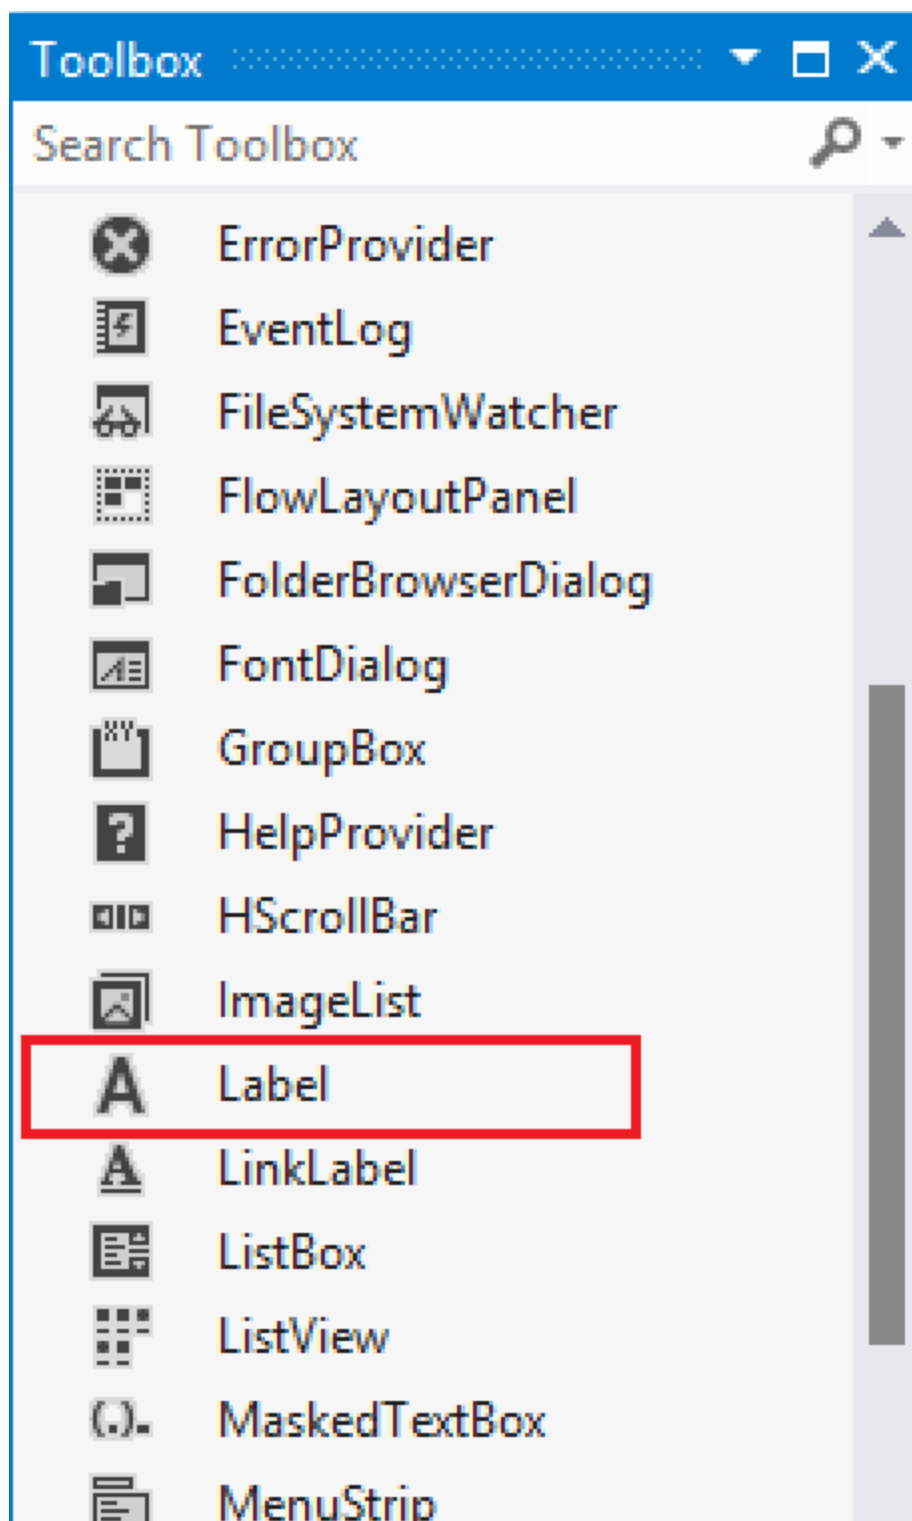 Toolbox
Search Toolbox
ErrorProvider
EventLog
FileSystemWatcher
FlowLayoutPanel
FolderBrowserDialog
FontDialog
GroupBox
HelpProvider
HScrollBar
ImageList
A Label
A LinkLabel
ListBox
ListView
MaskedTextBox
MenuStrip